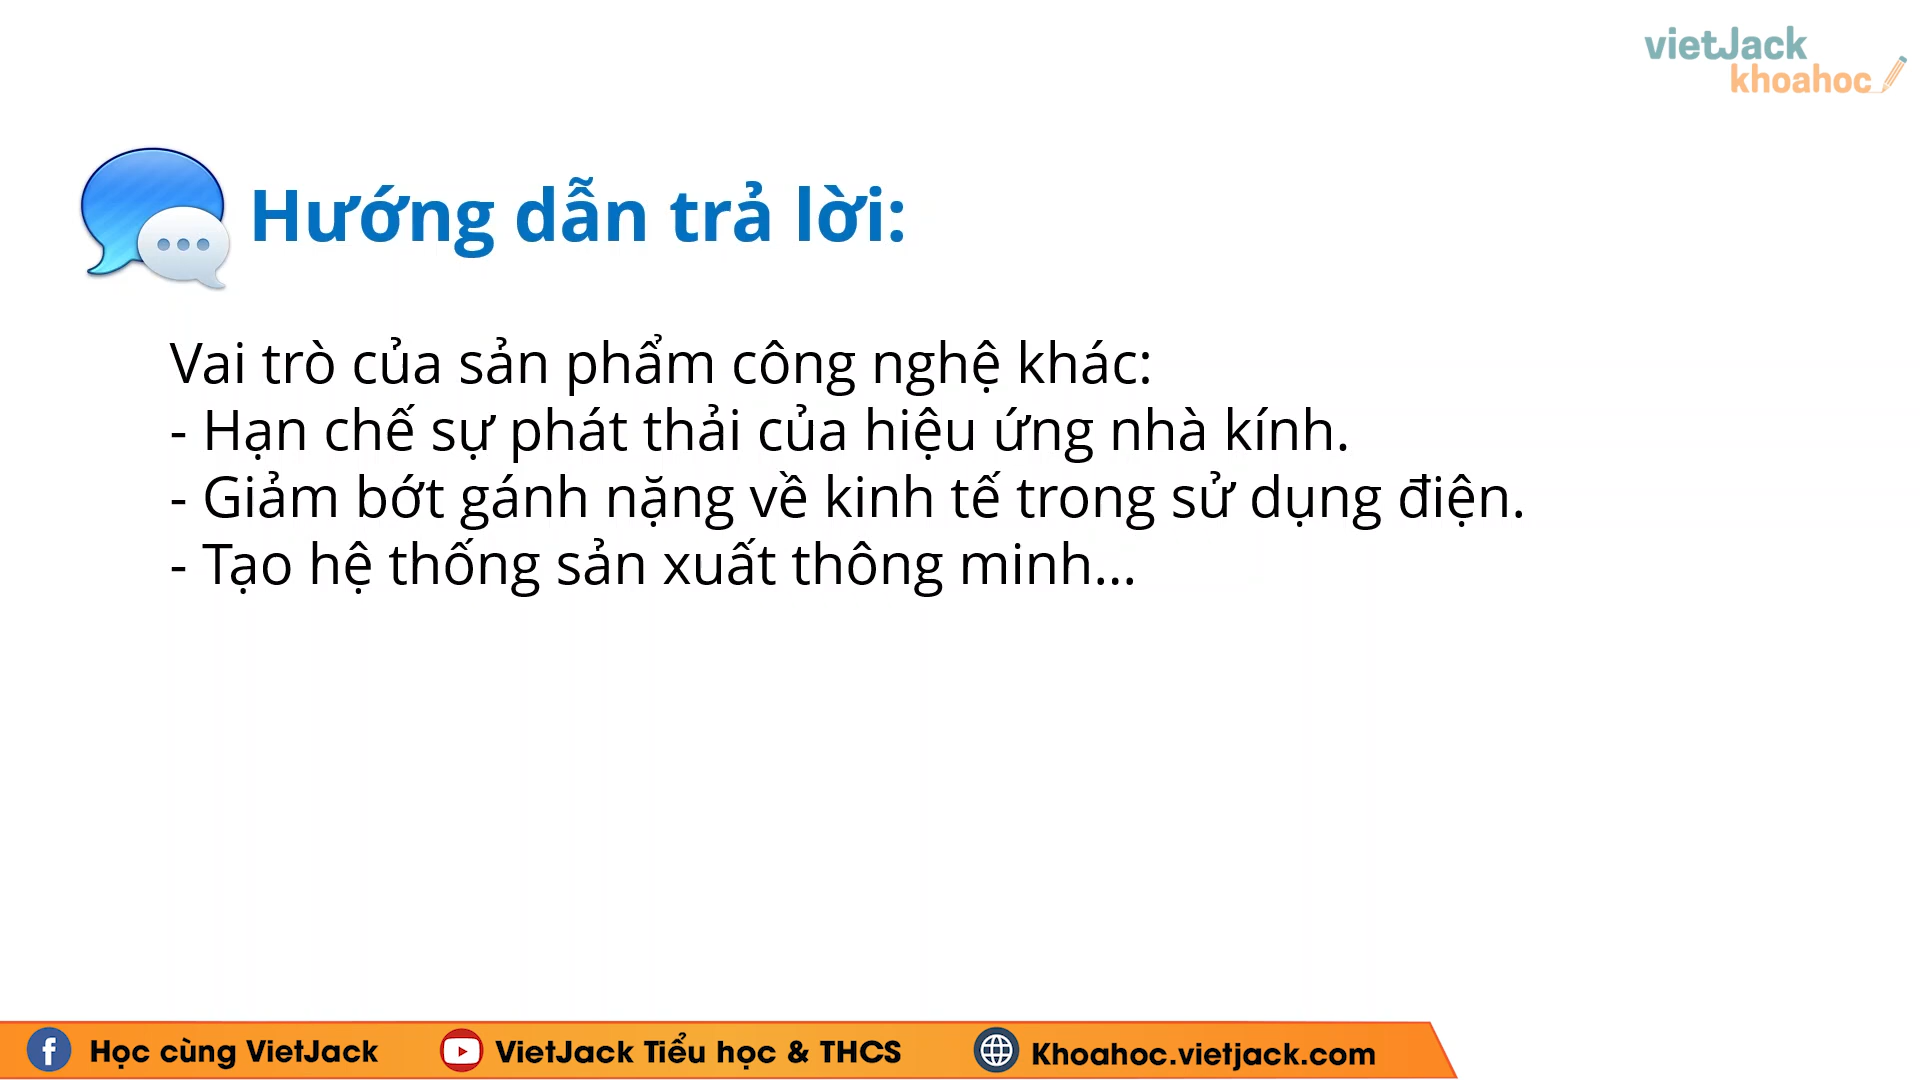 vietJack
khoahoc
Hướng dẫn trả lời:
Vai trò của sản phẩm công nghệ khác:
- Hạn chế sự phát thải của hiệu ứng nhà kính.
- Giảm bớt gánh nặng về kinh tế trong sử dụng điện.
- Tạo hệ thống sản xuất thông minh...
Học cùng VietJack
VietJack Tiểu học & THCS
Khoahoc.vietjack.com